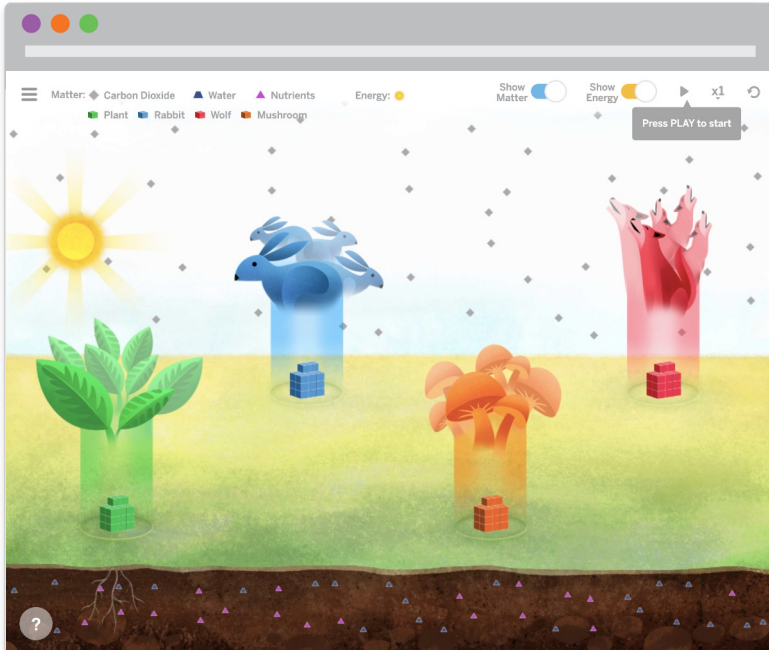 Matter: Carbon Dioxide Water Nutrients Energy:
Plant Rabbit Wolf Mushroom
Show Matter
Show Energy
x1
Press PLAY to start
?